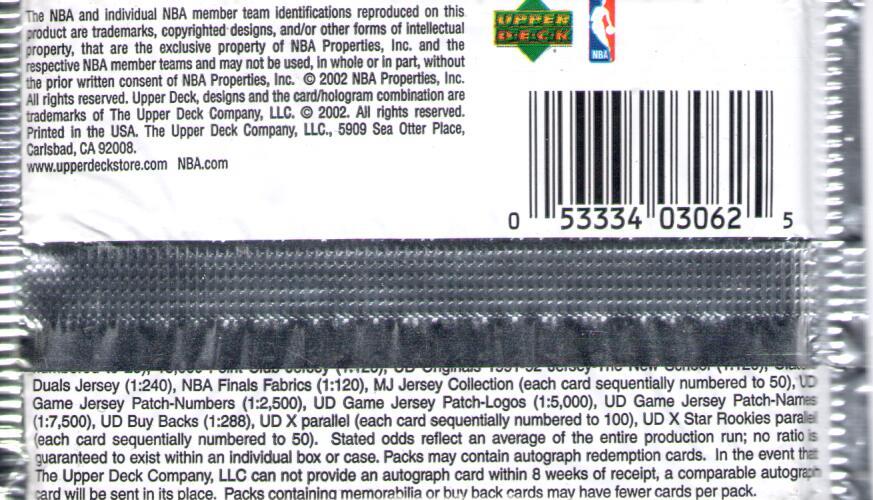 The NBA and individual NBA member team identifications reproduced on this
product are trademarks, copyrighted designs, and/or other forms of intellectual
property, that are the exclusive property of NBA Properties, Inc. and the
respective NBA member teams and may not be used, in whole or in part, without
the prior written consent of NBA Properties, Inc. © 2002 NBA Properties, Inc.
All rights reserved. Upper Deck, designs and the card/hologram combination are
trademarks of The Upper Deck Company, LLC. © 2002. All rights reserved.
Printed in the USA. The Upper Deck Company, LLC., 5909 Sea Otter Place,
Carlsbad, CA 92008.
www.upperdeckstore.com NBA.com
UPPER
DECK
NBA
0 53334 03062 5
Duals Jersey (1:240), NBA Finals Fabrics (1:120), MJ Jersey Collection (each card sequentially numbered to 50), UD
Game Jersey Patch-Numbers (1:2,500), UD Game Jersey Patch-Logos (1:5,000), UD Game Jersey Patch-Names
(1:7,500), UD Buy Backs (1:288), UD X parallel (each card sequentially numbered to 100), UD X Star Rookies parallel
(each card sequentially numbered to 50). Stated odds reflect an average of the entire production run; no ratio is
guaranteed to exist within an individual box or case. Packs may contain autograph redemption cards. In the event that
The Upper Deck Company, LLC can not provide an autograph card within 8 weeks of receipt, a comparable autograph
card will be sent in its place. Packs containing memorabilia or buy back cards may have fewer cards per pack.